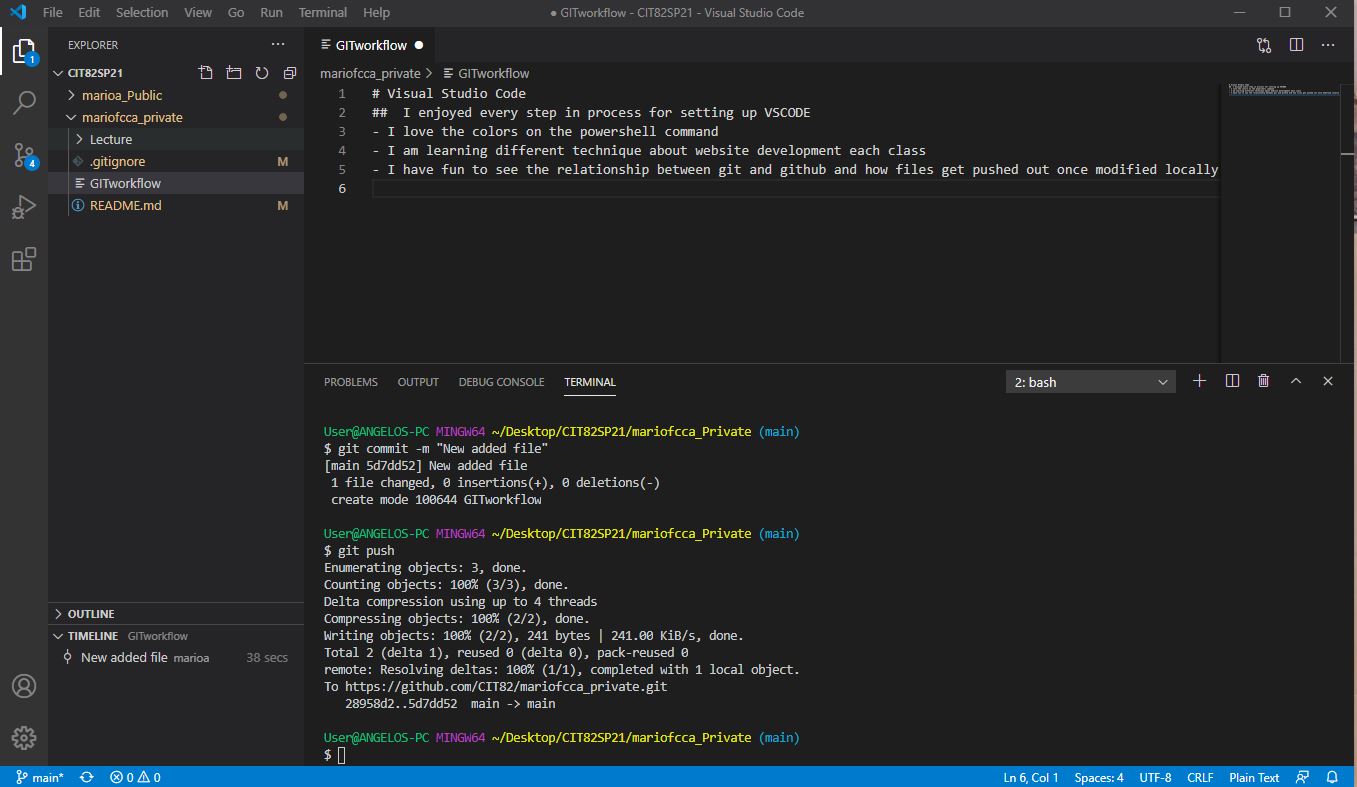 File Edit Selection View Go Run Terminal Help
● GITworkflow - CIT82SP21 - Visual Studio Code
1
4
EXPLORER
CIT82SP21
marioa_Public
mariofcca_private
Lecture
.gitignore M
GITworkflow
README.md M
OUTLINE
TIMELINE GITworkflow
New added file marioa 38 secs
GITworkflow ●
mariofcca_private > GITworkflow
1 # Visual Studio Code
2 ##  I enjoyed every step in process for setting up VSCODE
3 - I love the colors on the powershell command
4 - I am learning different technique about website development each class
5 - I have fun to see the relationship between git and github and how files get pushed out once modified locally
6
PROBLEMS OUTPUT DEBUG CONSOLE TERMINAL
2: bash
User@ANGELOS-PC MINGW64 ~/Desktop/CIT82SP21/mariofcca_Private (main)
$ git commit -m "New added file"
[main 5d7dd52] New added file
 1 file changed, 0 insertions(+), 0 deletions(-)
 create mode 100644 GITworkflow
User@ANGELOS-PC MINGW64 ~/Desktop/CIT82SP21/mariofcca_Private (main)
$ git push
Enumerating objects: 3, done.
Counting objects: 100% (3/3), done.
Delta compression using up to 4 threads
Compressing objects: 100% (2/2), done.
Writing objects: 100% (2/2), 241 bytes | 241.00 KiB/s, done.
Total 2 (delta 1), reused 0 (delta 0), pack-reused 0
remote: Resolving deltas: 100% (1/1), completed with 1 local object.
To https://github.com/CIT82/mariofcca_private.git
   28958d2..5d7dd52  main -> main
User@ANGELOS-PC MINGW64 ~/Desktop/CIT82SP21/mariofcca_Private (main)
$
main* 0 0
Ln 6, Col 1 Spaces: 4 UTF-8 CRLF Plain Text